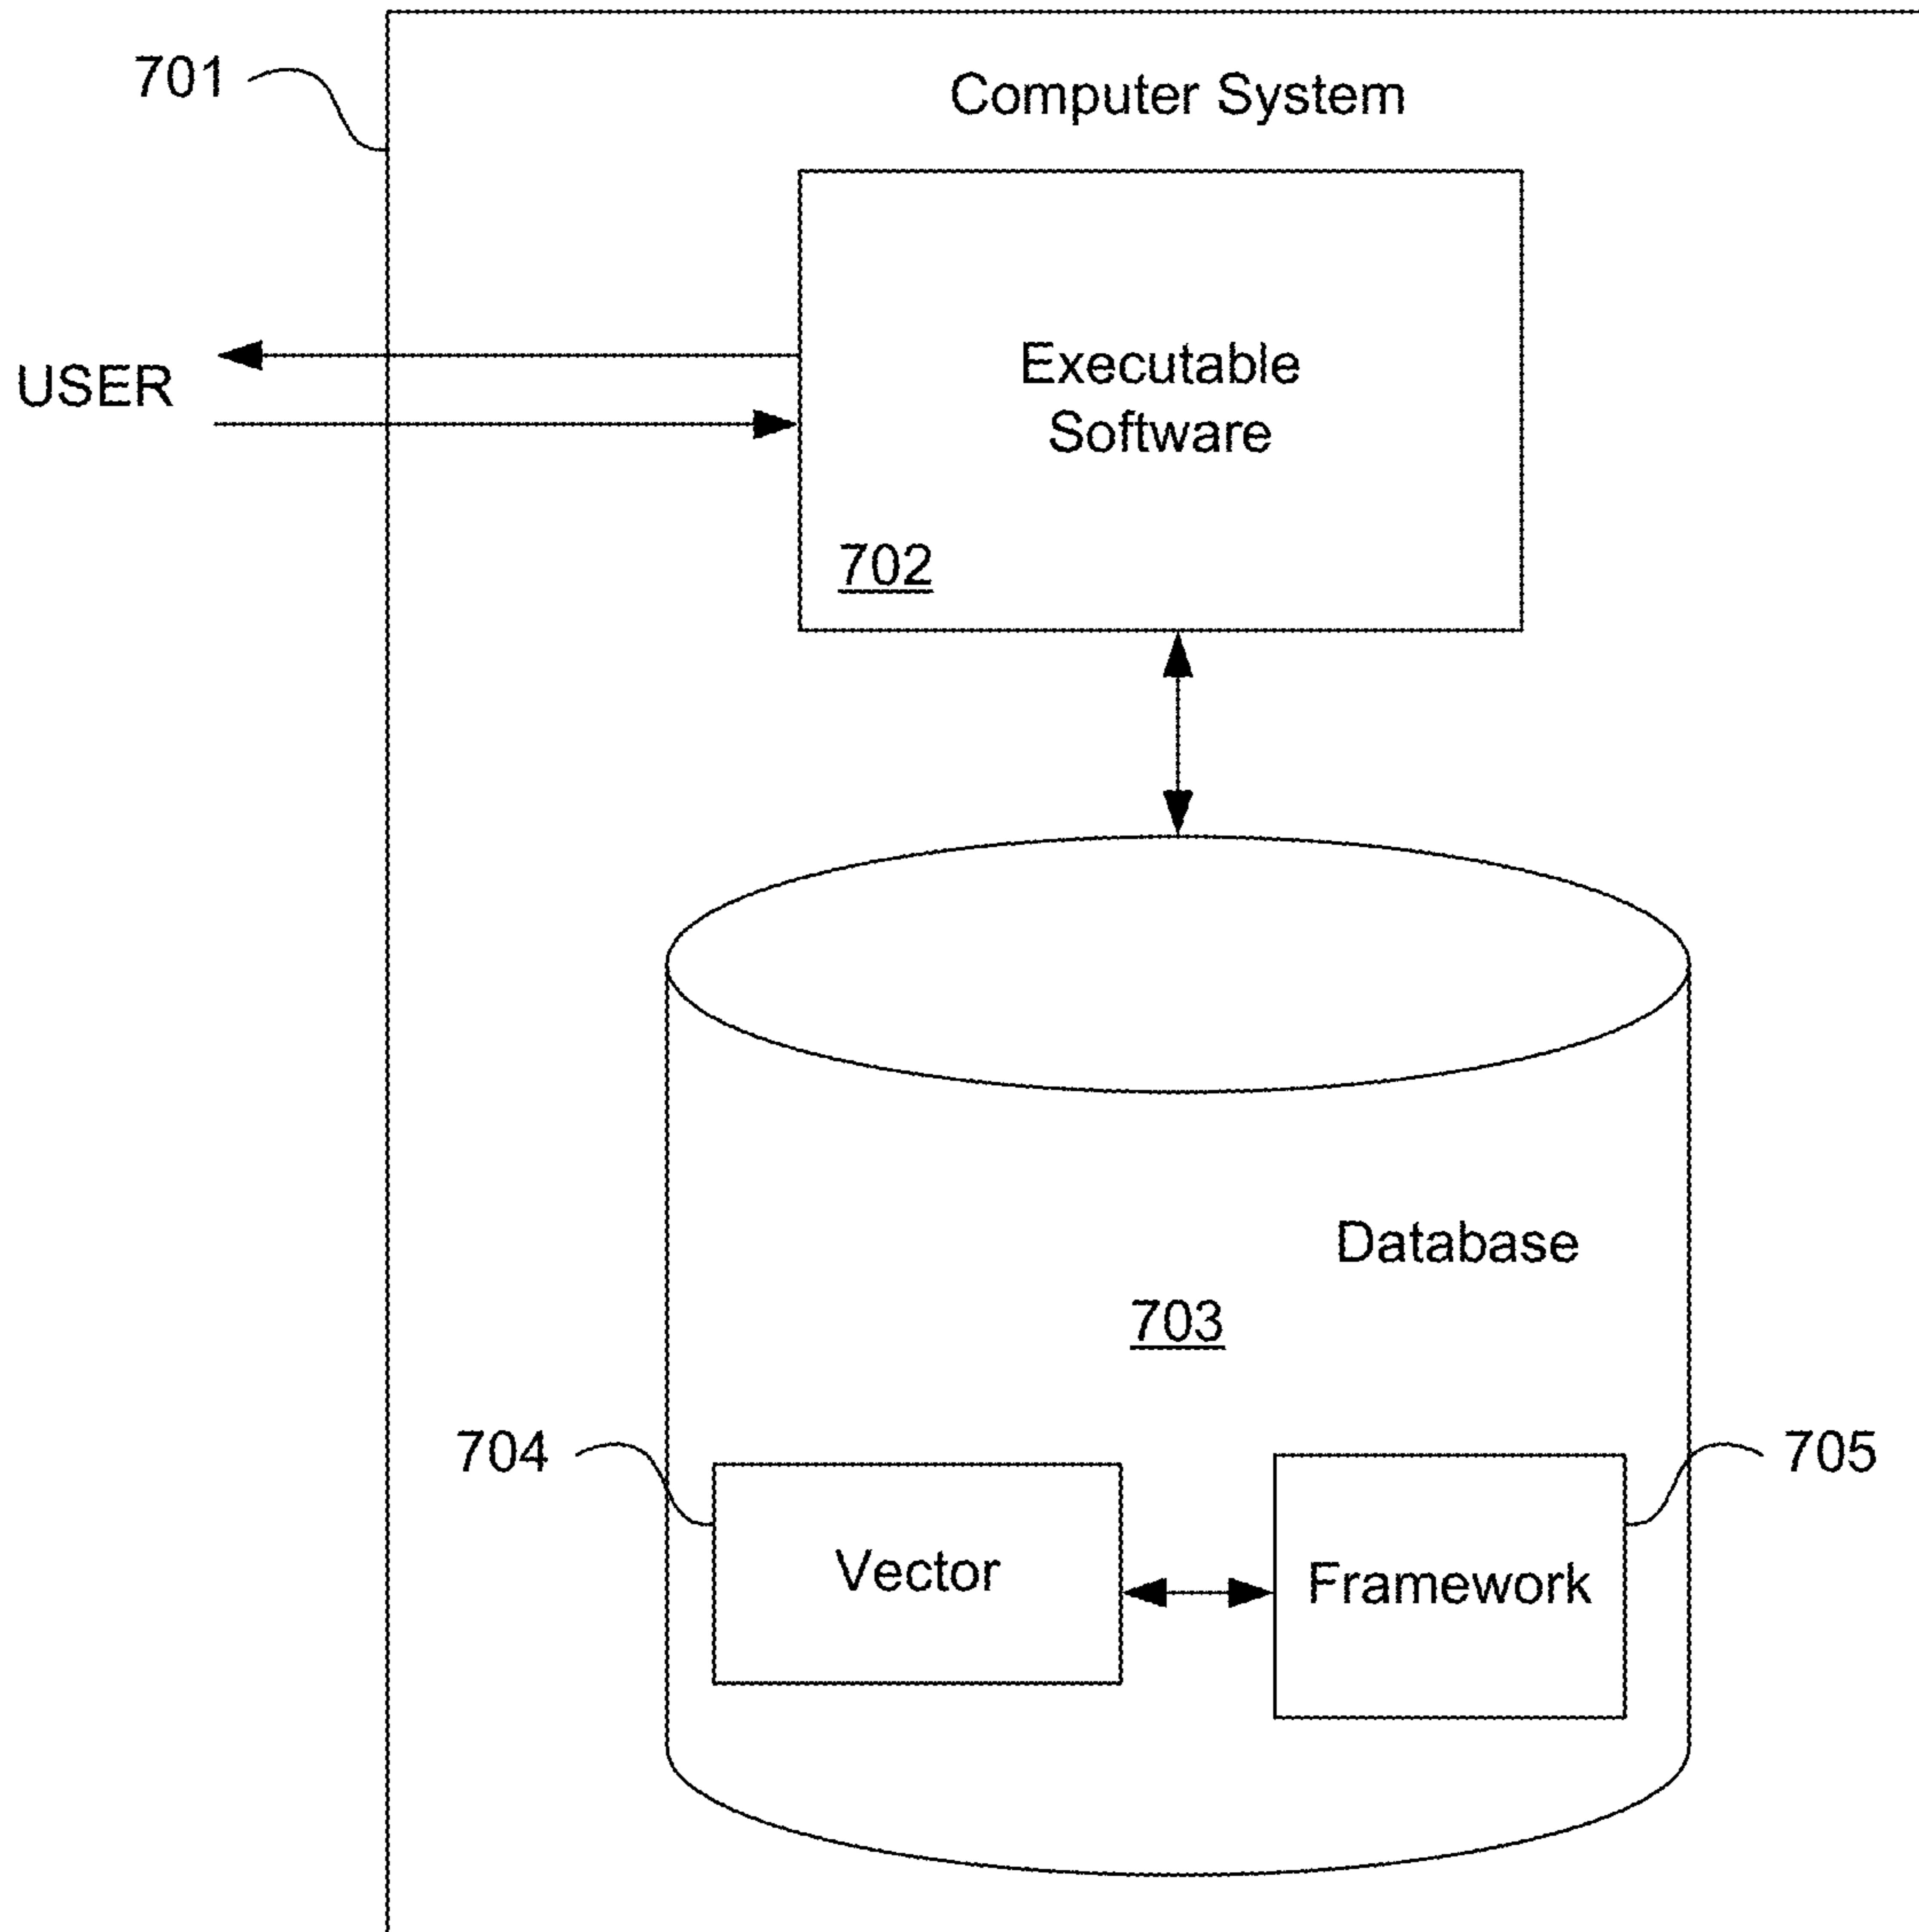 701
Computer System
USER
Executable
Software
702
Database
703
704
705
Vector
Framework